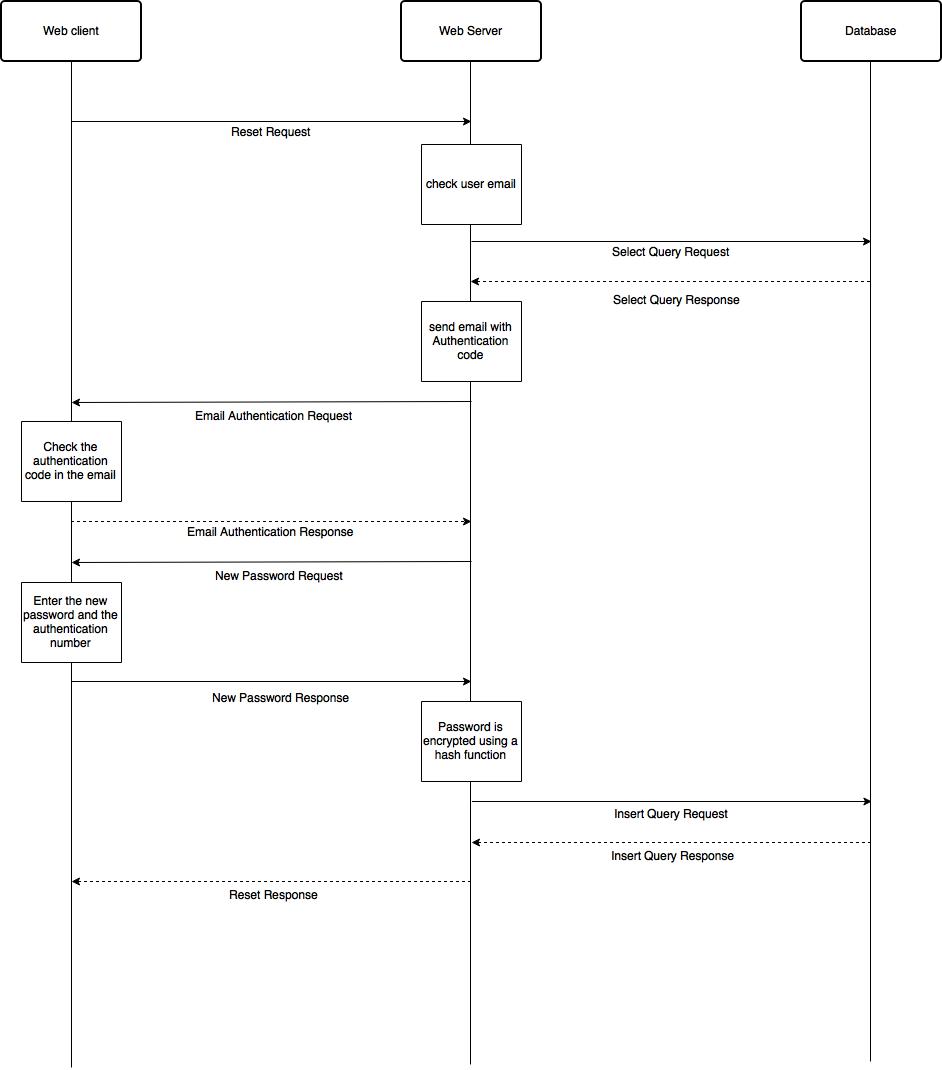 Web client
Web Server
Database
Reset Request
check user email
Select Query Request
Select Query Response
send email with
Authentication
code
Email Authentication Request
Check the
authentication
code in the email
Email Authentication Response
New Password Request
Enter the new
password and the
authentication
number
New Password Response
Password is
encrypted using a
hash function
Insert Query Request
Insert Query Response
Reset Response